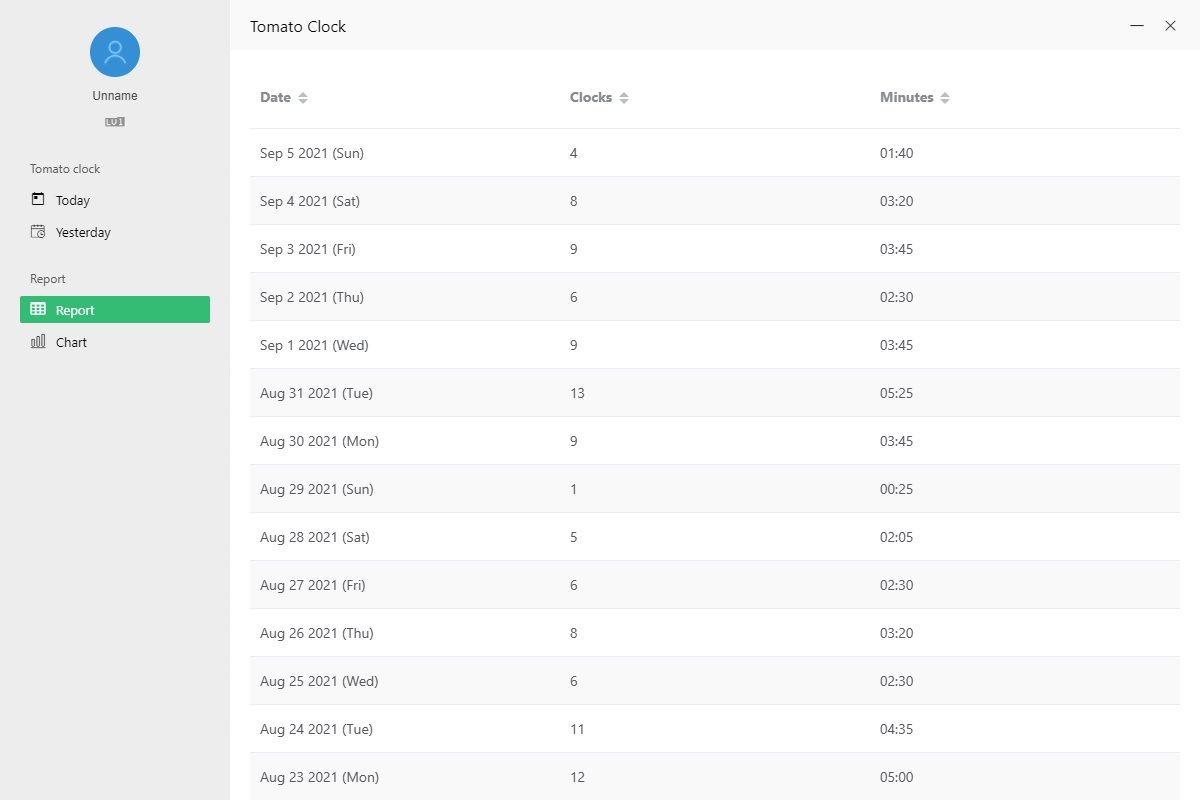 Tomato Clock
Unname
LV1
Tomato clock
Today
Yesterday
Report
Report
Chart
Date Clocks Minutes
Sep 5 2021 (Sun) 4 01:40
Sep 4 2021 (Sat) 8 03:20
Sep 3 2021 (Fri) 9 03:45
Sep 2 2021 (Thu) 6 02:30
Sep 1 2021 (Wed) 9 03:45
Aug 31 2021 (Tue) 13 05:25
Aug 30 2021 (Mon) 9 03:45
Aug 29 2021 (Sun) 1 00:25
Aug 28 2021 (Sat) 5 02:05
Aug 27 2021 (Fri) 6 02:30
Aug 26 2021 (Thu) 8 03:20
Aug 25 2021 (Wed) 6 02:30
Aug 24 2021 (Tue) 11 04:35
Aug 23 2021 (Mon) 12 05:00